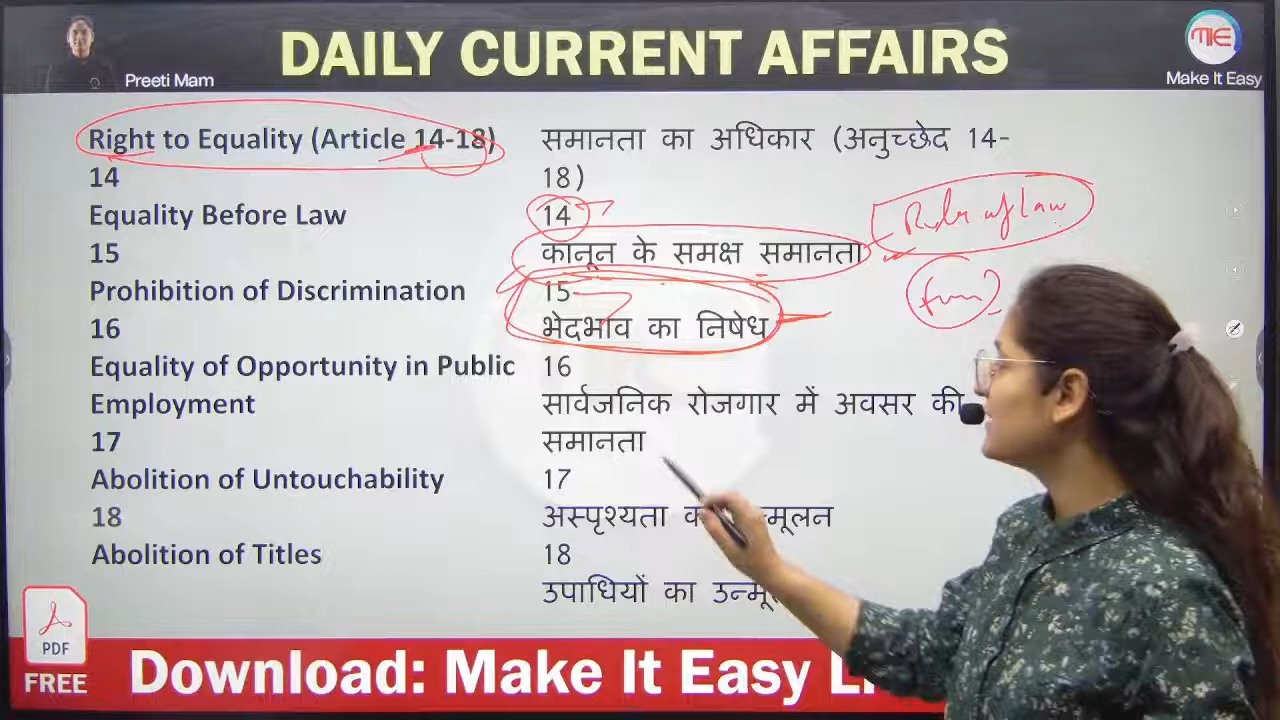 DAILY CURRENT AFFAIRS
Preeti Mam
MIE
Make It Easy
Right to Equality (Article 14-18)
14
Equality Before Law
15
Prohibition of Discrimination
16
Equality of Opportunity in Public
Employment
17
Abolition of Untouchability
18
Abolition of Titles
समानता का अधिकार (अनुच्छेद 14-
18)
14
कानून के समक्ष समानता
15
भेदभाव का निषेध
16
सार्वजनिक रोजगार में अवसर की
समानता
17
अस्पृश्यता
18
उपाधियों का
of law
PDF
FREE
Download: Make It Easy